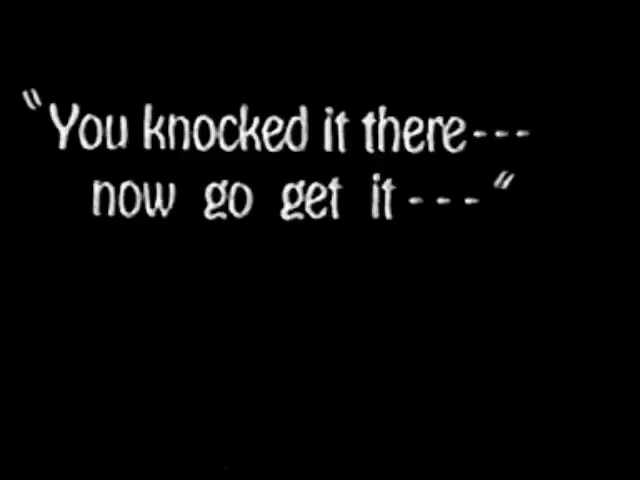 "You knocked it there---
now go get it---"